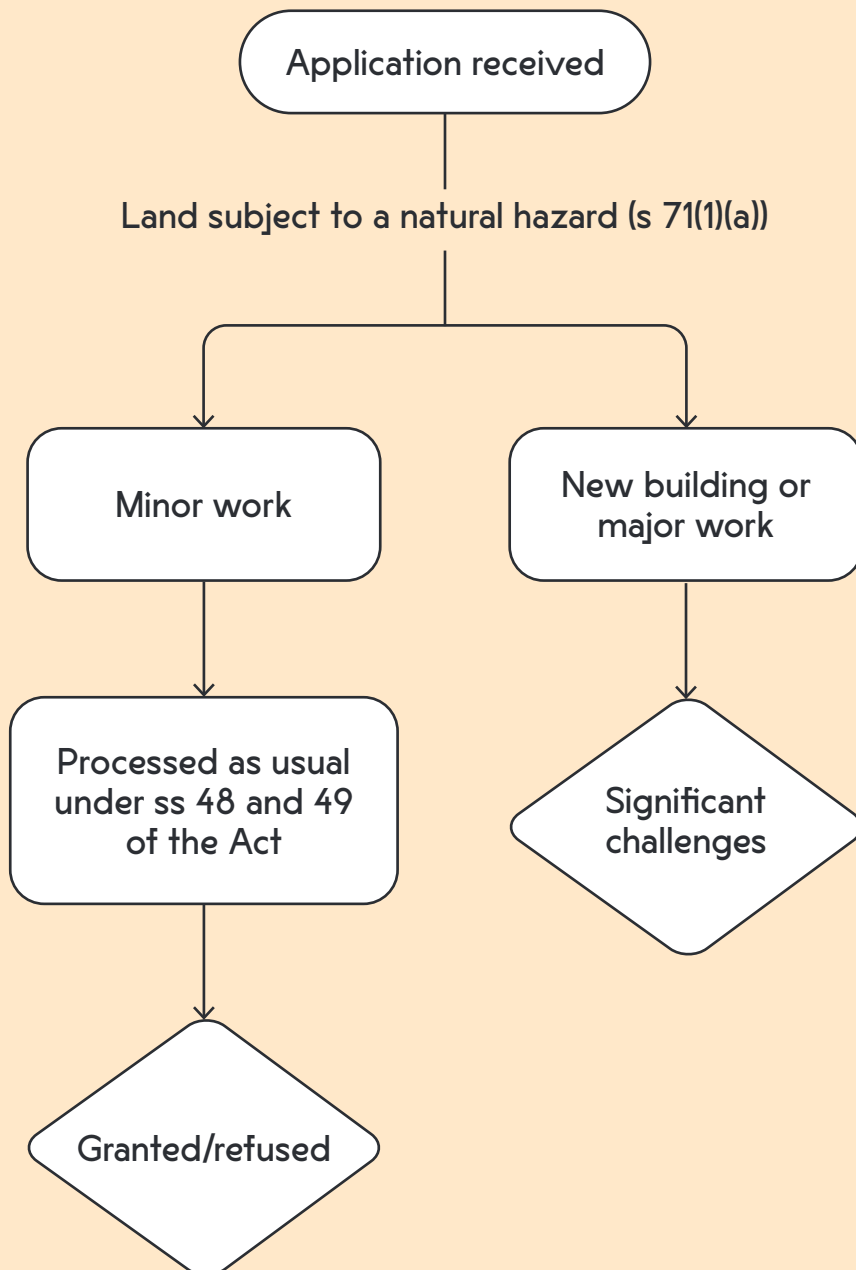 Application received
Land subject to a natural hazard (s 71(1)(a))
Minor work
New building or
major work
Processed as usual
under ss 48 and 49
of the Act
Significant
challenges
Granted/refused